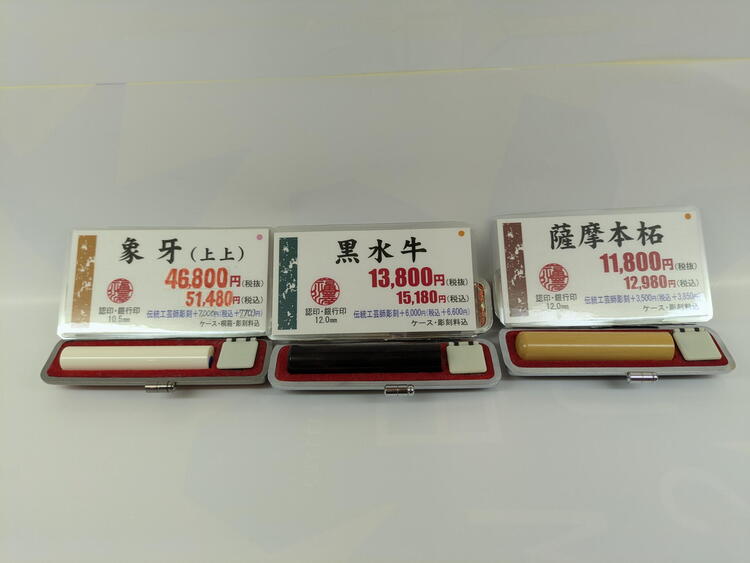 象牙(上上)
46,800円(税抜)
51,480円(税込)
認印・銀行印
10.5mm
伝統工芸師彫刻+7,000円(税込+7,700円)
ケース・桐箱・彫刻料込
黒水牛
13,800円(税抜)
15,180円(税込)
認印・銀行印
12.0mm
伝統工芸師彫刻+6,000円(税込+6,600円)
ケース・彫刻料込
薩摩本柘
11,800円(税抜)
12,980円(税込)
認印・銀行印
12.0mm
伝統工芸師彫刻+3,500円(税込+3,850円)
ケース・彫刻料込